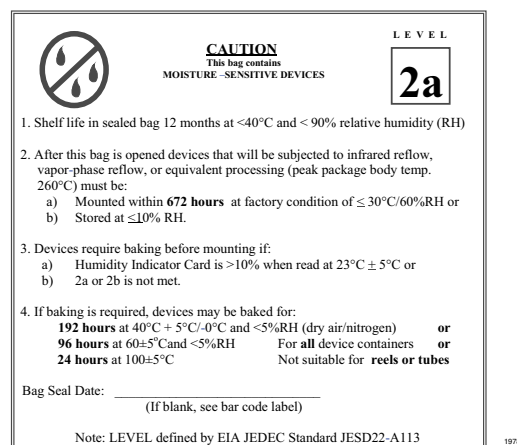 L E V E L
CAUTION
This bag contains
MOISTURE –SENSITIVE DEVICES
2a
1. Shelf life in sealed bag 12 months at <40°C and < 90% relative humidity (RH)
2. After this bag is opened devices that will be subjected to infrared reflow,
vapor-phase reflow, or equivalent processing (peak package body temp.
260°C) must be:
a) Mounted within 672 hours at factory condition of ≤ 30°C/60%RH or
b) Stored at ≤10% RH.
3. Devices require baking before mounting if:
a) Humidity Indicator Card is >10% when read at 23°C ± 5°C or
b) 2a or 2b is not met.
4. If baking is required, devices may be baked for:
192 hours at 40°C + 5°C/-0°C and <5%RH (dry air/nitrogen) or
96 hours at 60±5°Cand <5%RH For all device containers or
24 hours at 100±5°C Not suitable for reels or tubes
Bag Seal Date: ______________________________
(If blank, see bar code label)
Note: LEVEL defined by EIA JEDEC Standard JESD22-A113